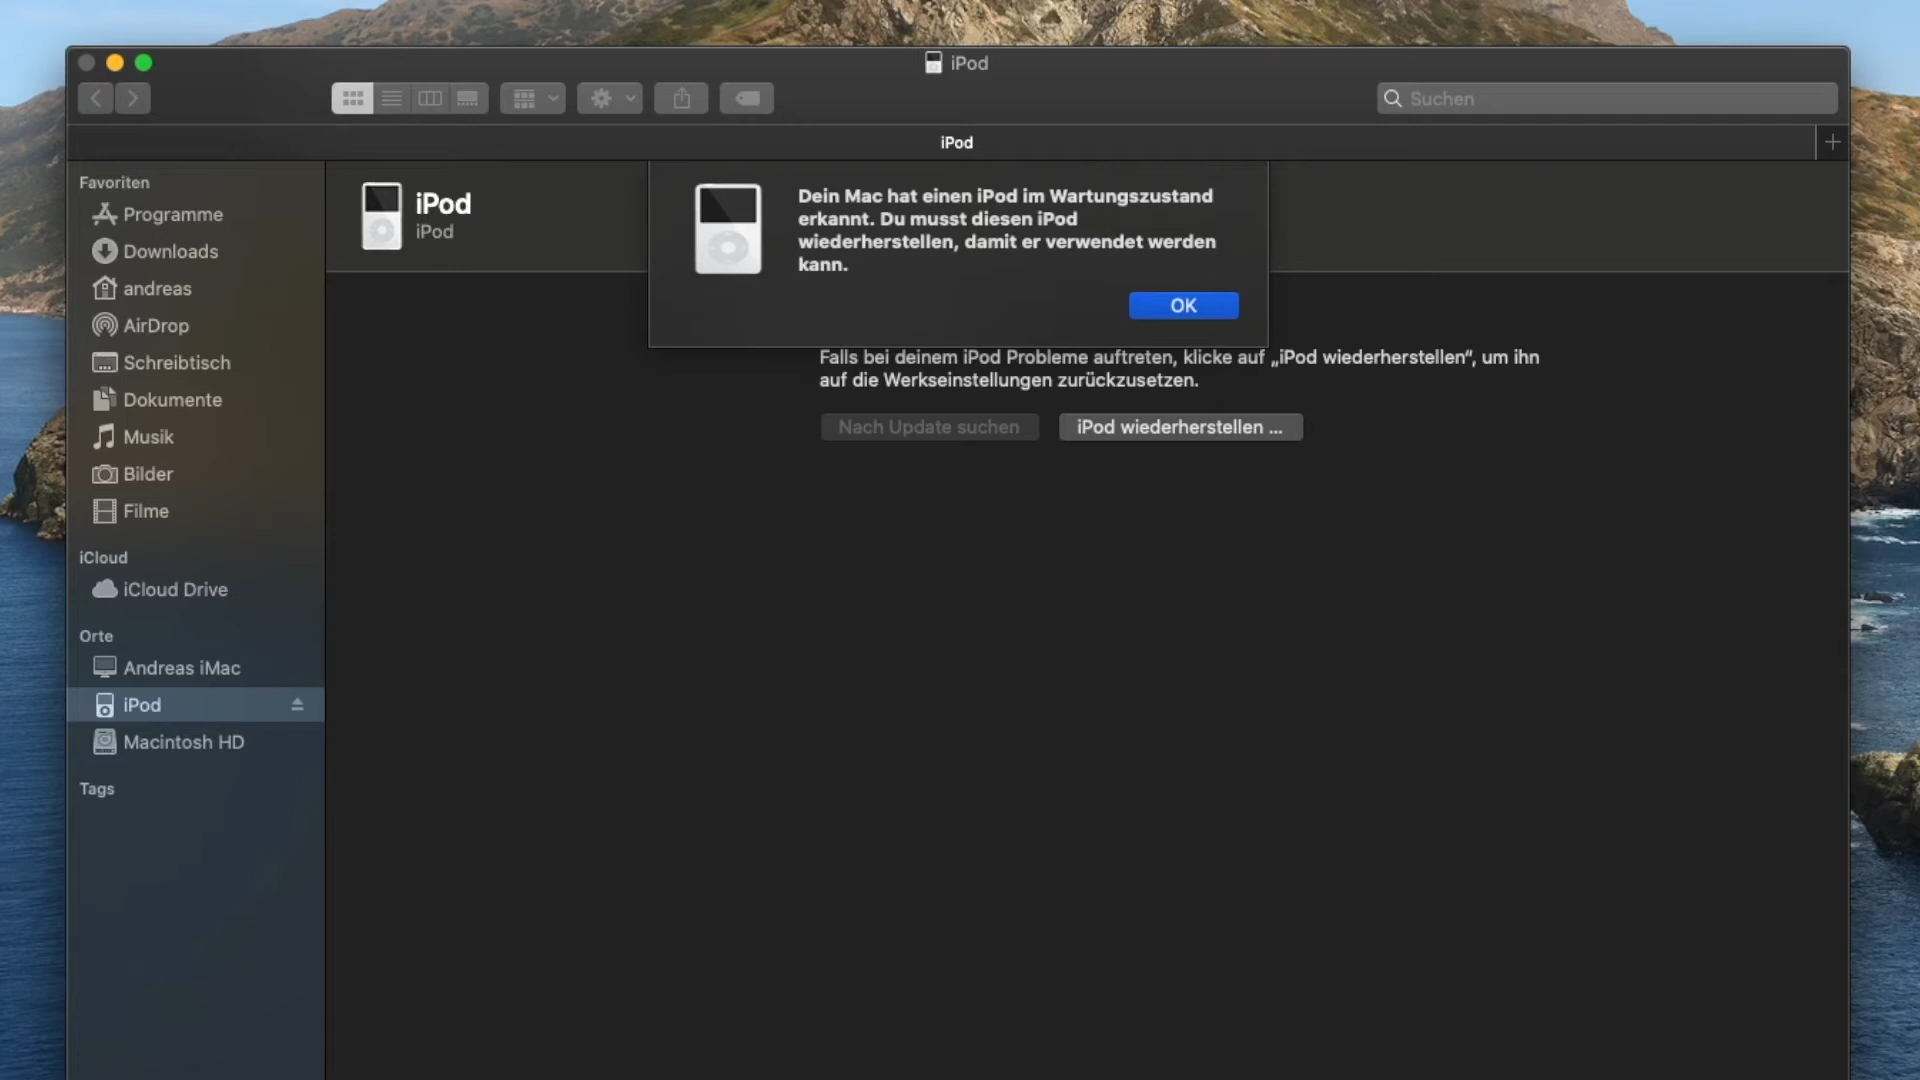 iPod
Suchen
iPod
Favoriten
Programme
Downloads
andreas
AirDrop
Schreibtisch
Dokumente
Musik
Bilder
Filme
iCloud
iCloud Drive
Orte
Andreas iMac
iPod
Macintosh HD
Tags
iPod
iPod
Dein Mac hat einen iPod im Wartungszustand
erkannt. Du musst diesen iPod
wiederherstellen, damit er verwendet werden
kann.
OK
Falls bei deinem iPod Probleme auftreten, klicke auf „iPod wiederherstellen“, um ihn
auf die Werkseinstellungen zurückzusetzen.
Nach Update suchen
iPod wiederherstellen ...